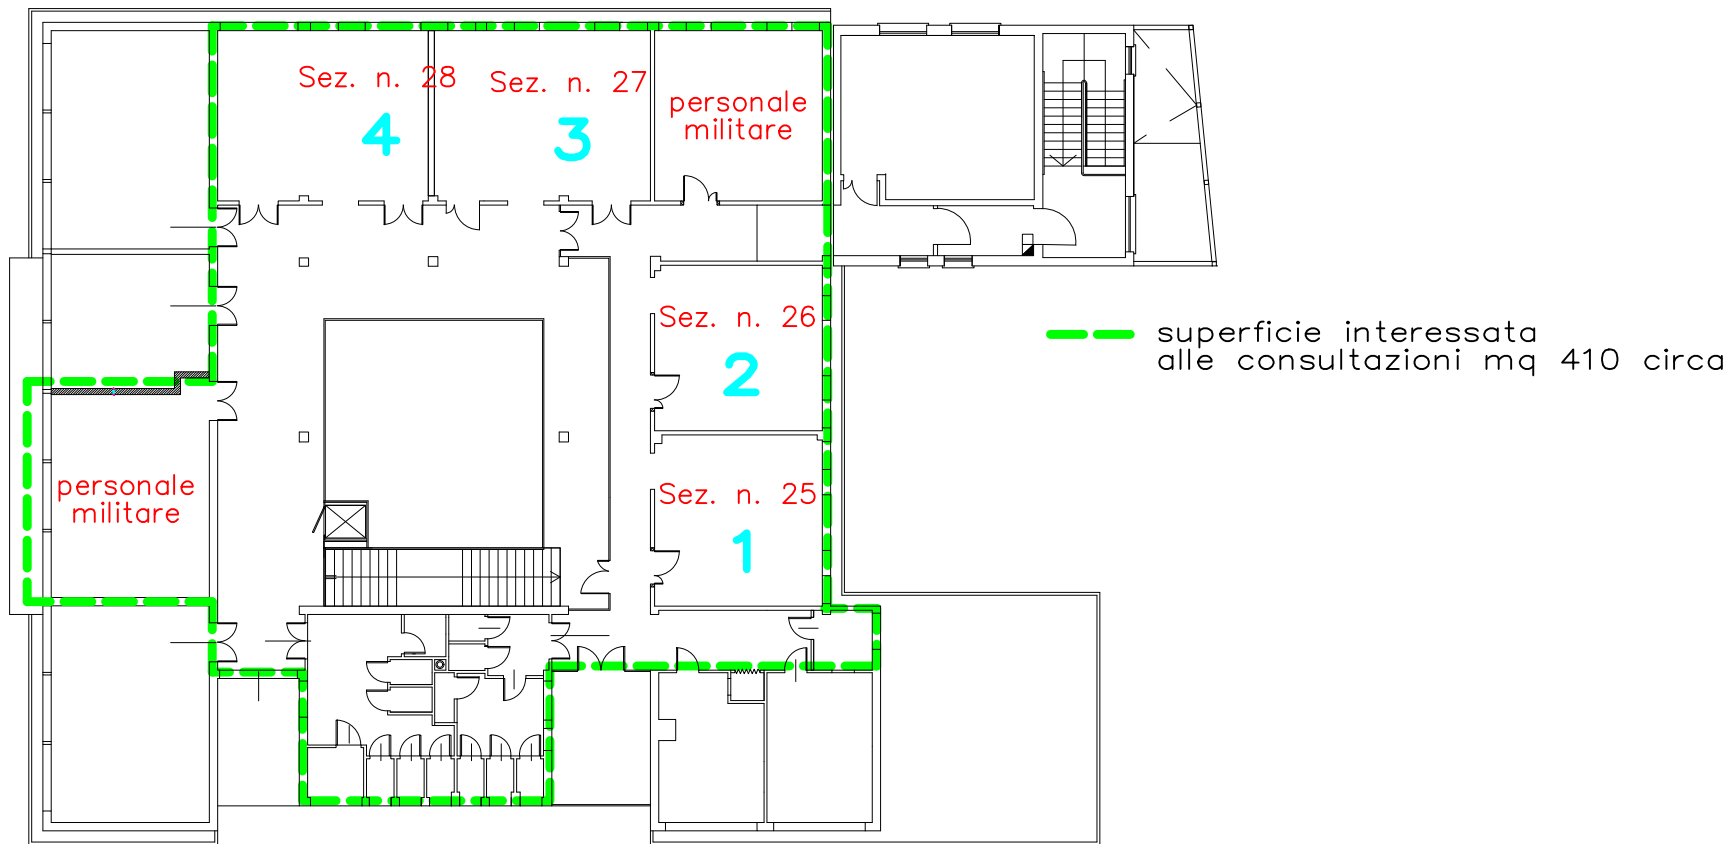 Sez. n. 28
4
Sez. n. 27
3
personale
militare
Sez. n. 26
2
superficie interessata
alle consultazioni mq 410 circa
Sez. n. 25
1
personale
militare